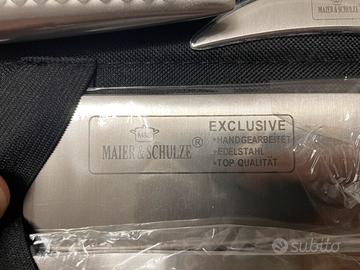 M&S
MAIER & SCHULZE®
EXCLUSIVE
•HANDGEARBEITET
•EDELSTAHL
•TOP QUALITÄT
subito